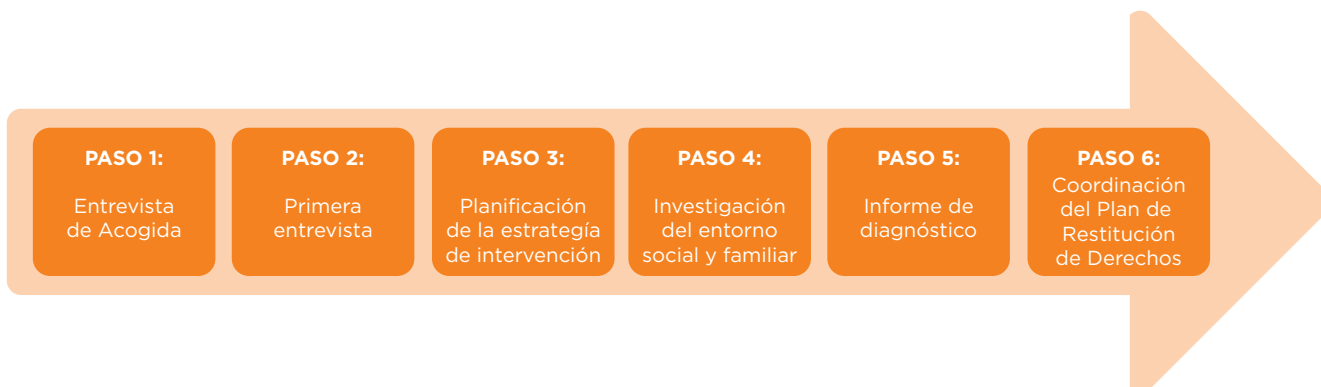 PASO 1:
Entrevista
de Acogida
PASO 2:
Primera
entrevista
PASO 3:
Planificación
de la estrategía
de intervención
PASO 4:
Investigación
del entorno
social y familiar
PASO 5:
Informe de
diagnóstico
PASO 6:
Coordinación
del Plan de
Restitución
de Derechos